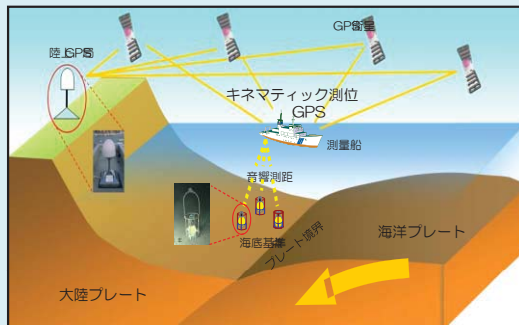 GPS衛星
陸上GPS局
キネマティック測位
GPS
測量船
音響測距
海底基準
プレート境界
海洋プレート
大陸プレート